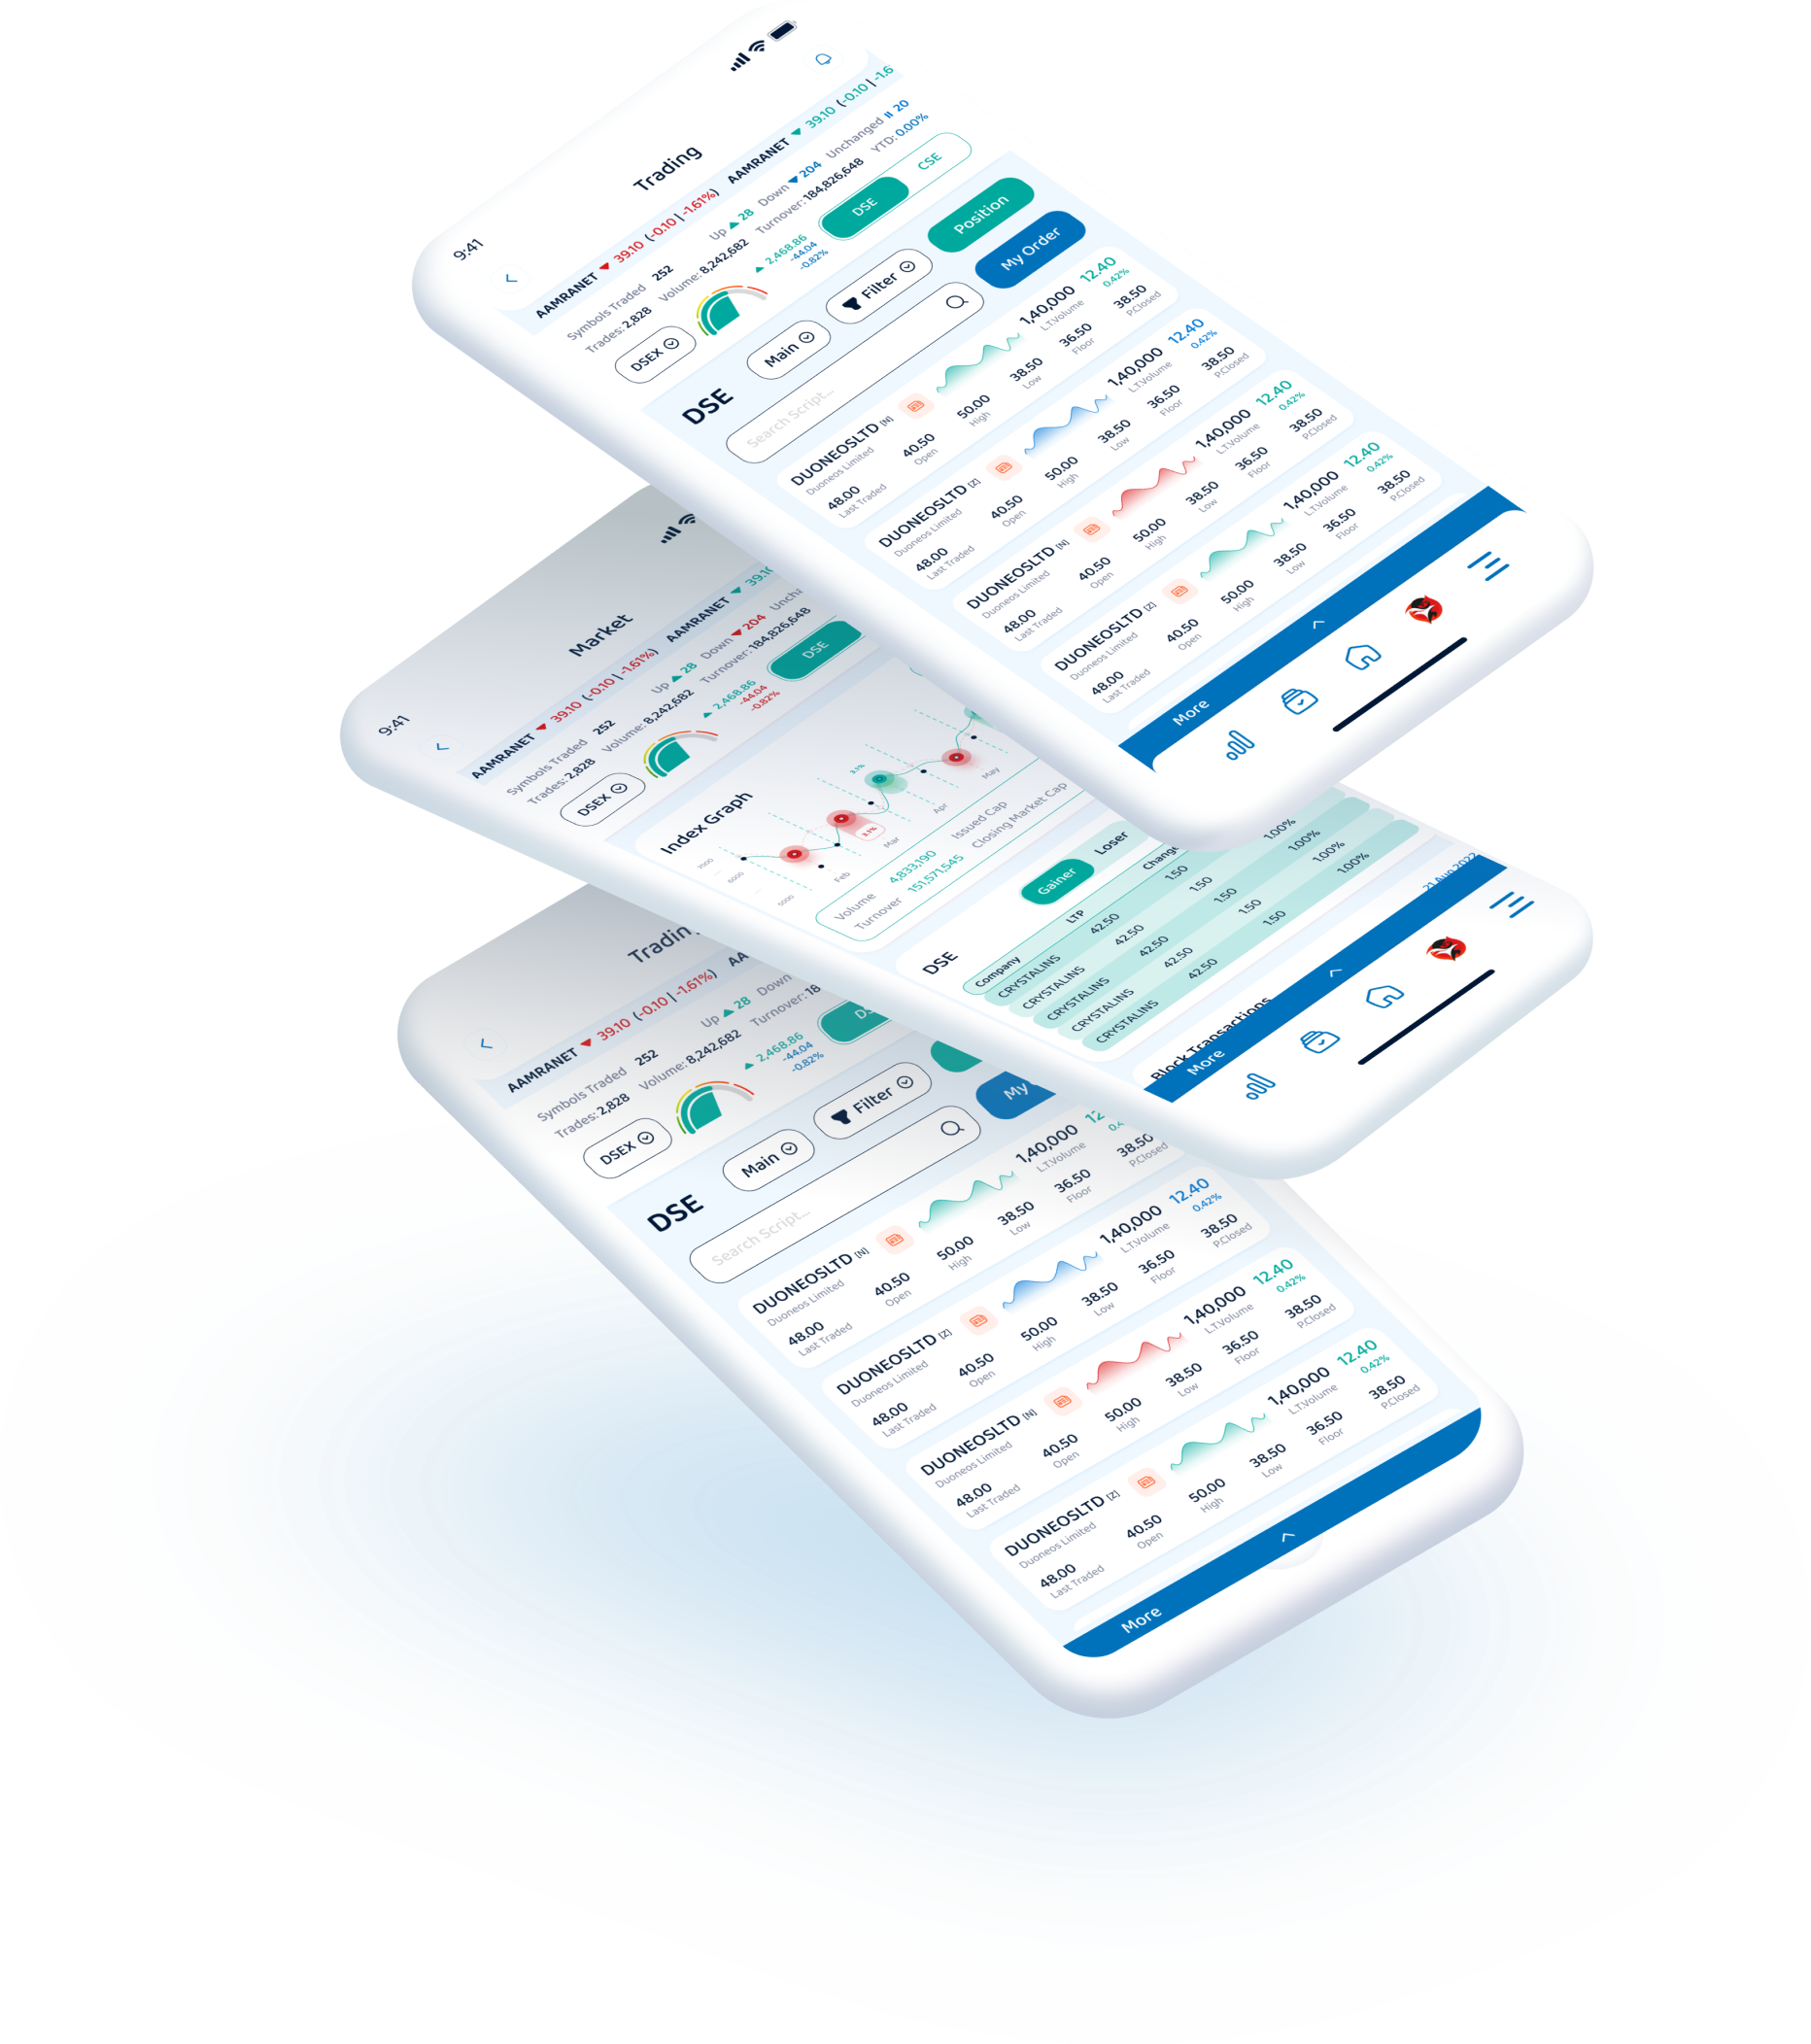 9:41
Trading
AAMRANET 39.10 (-0.10 | -1.61%) AAMRANET 39.10 (-0.10 | -1.6
Symbols Traded 252 Up 28 Down 204 Unchanged 20
Trades: 2,828 Volume: 8,242,682 Turnover: 184,826,648 YTD: 0.00%
DSEX 2,468.86 DSE CSE
-44.04
-0.82%
DSE Main Filter Position
Search Script... My Order
DUONEOSLTD [N] 1,40,000 12.40
Duoneos Limited L.T.Volume 0.42%
48.00 40.50 50.00 38.50 36.50 38.50
Last Traded Open High Low Floor P.Closed
DUONEOSLTD [Z] 1,40,000 12.40
Duoneos Limited L.T.Volume 0.42%
48.00 40.50 50.00 38.50 36.50 38.50
Last Traded Open High Low Floor P.Closed
DUONEOSLTD [N] 1,40,000 12.40
Duoneos Limited L.T.Volume 0.42%
48.00 40.50 50.00 38.50 36.50 38.50
Last Traded Open High Low Floor P.Closed
DUONEOSLTD [Z] 1,40,000 12.40
Duoneos Limited L.T.Volume 0.42%
48.00 40.50 50.00 38.50 36.50 38.50
Last Traded Open High Low Floor P.Closed
More
9:41
Market
AAMRANET 39.10 (-0.10 | -1.61%) AAMRANET 39.10
Symbols Traded 252 Up 28 Down 204 Uncha
Trades: 2,828 Volume: 8,242,682 Turnover: 184,826,648
DSEX 2,468.86 DSE
-44.04
-0.82%
Index Graph
7000
6000
5000
3.1%
3.1%
Feb Mar Apr May
Volume 4,833,190 Issued Cap
Turnover 151,571,545 Closing Market Cap
DSE Gainer Loser
Company LTP Change
CRYSTALINS 42.50 1.50 1.00%
CRYSTALINS 42.50 1.50 1.00%
CRYSTALINS 42.50 1.50 1.00%
CRYSTALINS 42.50 1.50 1.00%
CRYSTALINS 42.50 1.50
Block Transactions 21 Aug 2022
More
Trading
AAMRANET 39.10 (-0.10 | -1.61%) AA
Symbols Traded 252 Up 28 Down
Trades: 2,828 Volume: 8,242,682 Turnover: 18
DSEX 2,468.86 DS
-44.04
-0.82%
DSE Main Filter
Search Script... My
DUONEOSLTD [N] 1,40,000 12
Duoneos Limited L.T.Volume 0.4
48.00 40.50 50.00 38.50 36.50 38.50
Last Traded Open High Low Floor P.Closed
DUONEOSLTD [Z] 1,40,000 12.40
Duoneos Limited L.T.Volume 0.42%
48.00 40.50 50.00 38.50 36.50 38.50
Last Traded Open High Low Floor P.Closed
DUONEOSLTD [N] 1,40,000 12.40
Duoneos Limited L.T.Volume 0.42%
48.00 40.50 50.00 38.50 36.50 38.50
Last Traded Open High Low Floor P.Closed
DUONEOSLTD [Z] 1,40,000 12.40
Duoneos Limited L.T.Volume 0.42%
48.00 40.50 50.00 38.50 36.50 38.50
Last Traded Open High Low Floor P.Closed
More